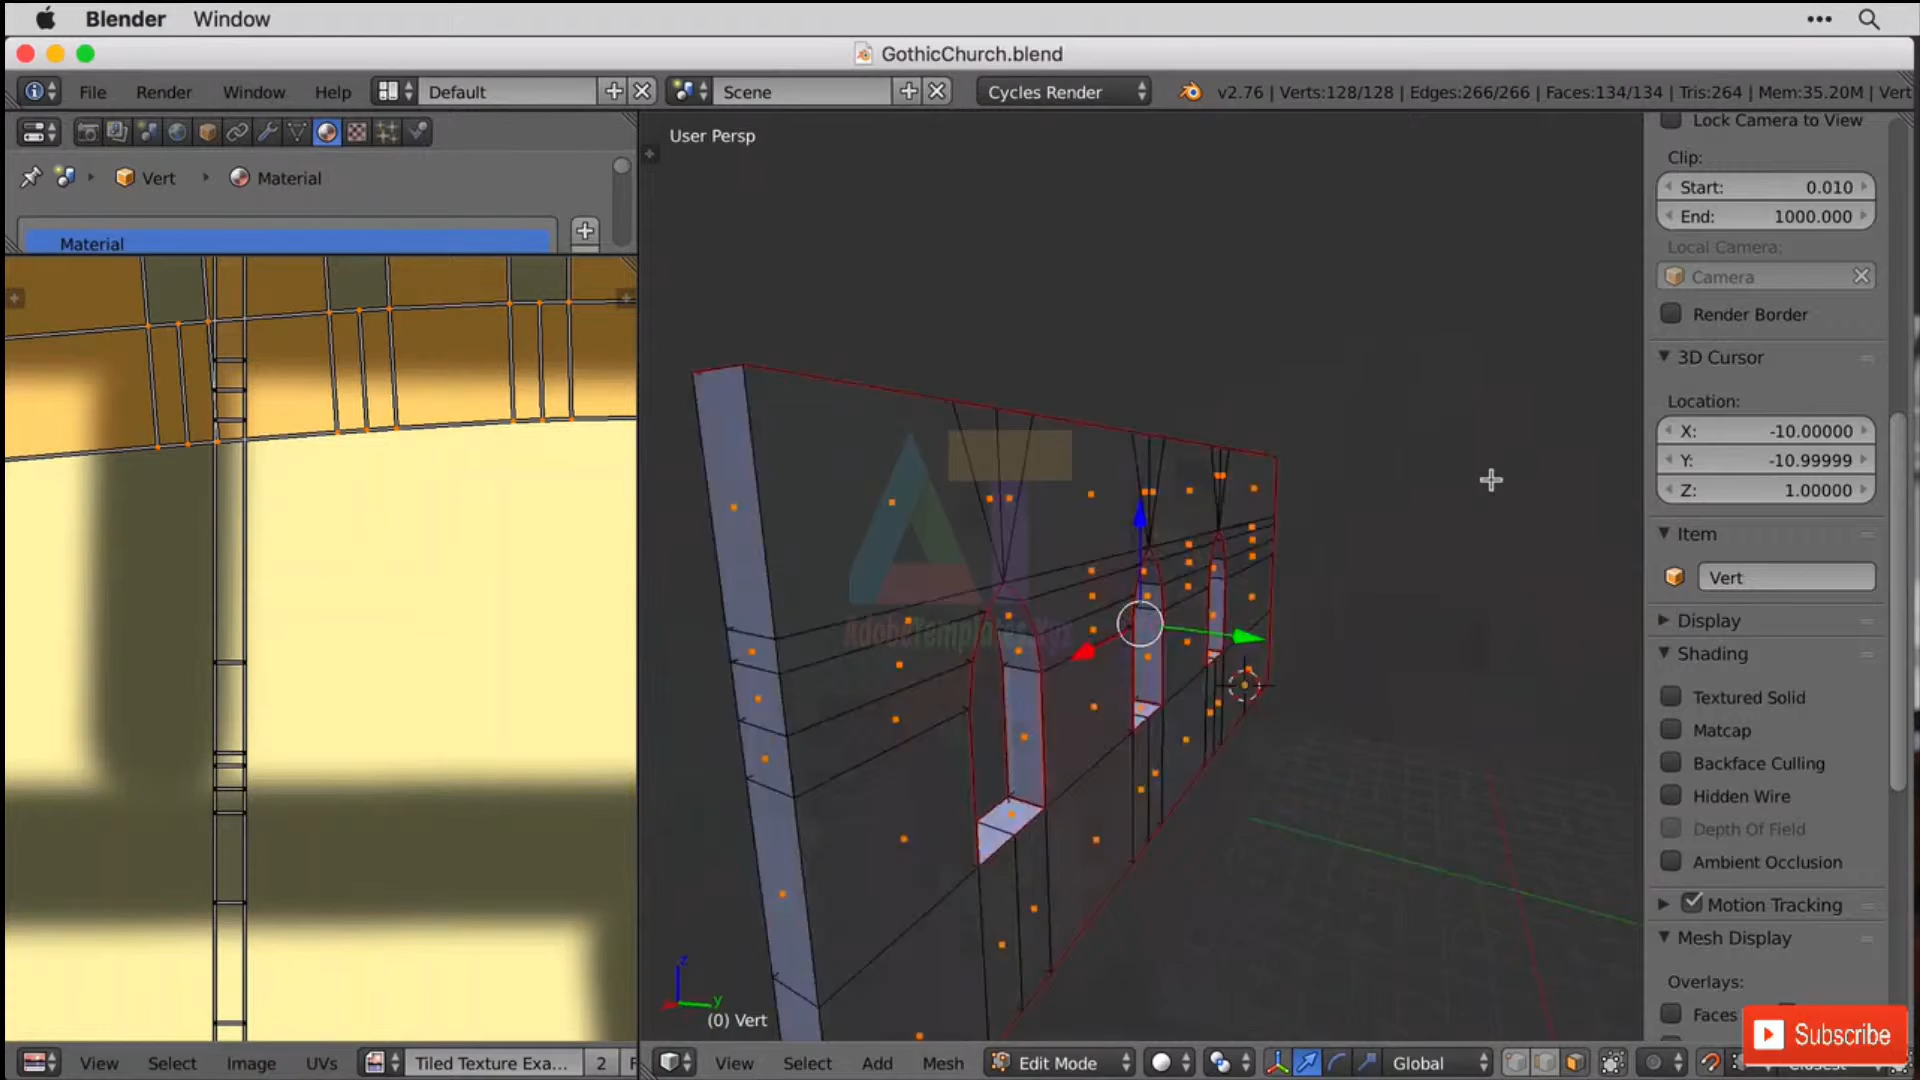 Blender Window
GothicChurch.blend
File Render Window Help Default Scene Cycles Render v2.76 | Verts:128/128 | Edges:266/266 | Faces:134/134 | Tris:264 | Mem:35.20M | Vert
Vert Material
Material
User Persp
(0) Vert
Lock Camera to View
Clip:
Start: 0.010
End: 1000.000
Local Camera:
Camera
Render Border
3D Cursor
Location:
X: -10.00000
Y: -10.99999
Z: 1.00000
Item
Vert
Display
Shading
Textured Solid
Matcap
Backface Culling
Hidden Wire
Depth Of Field
Ambient Occlusion
Motion Tracking
Mesh Display
Overlays:
Faces
Subscribe
View Select Image UVs Tiled Texture Exa... 2 F
View Select Add Mesh Edit Mode Global
z
y